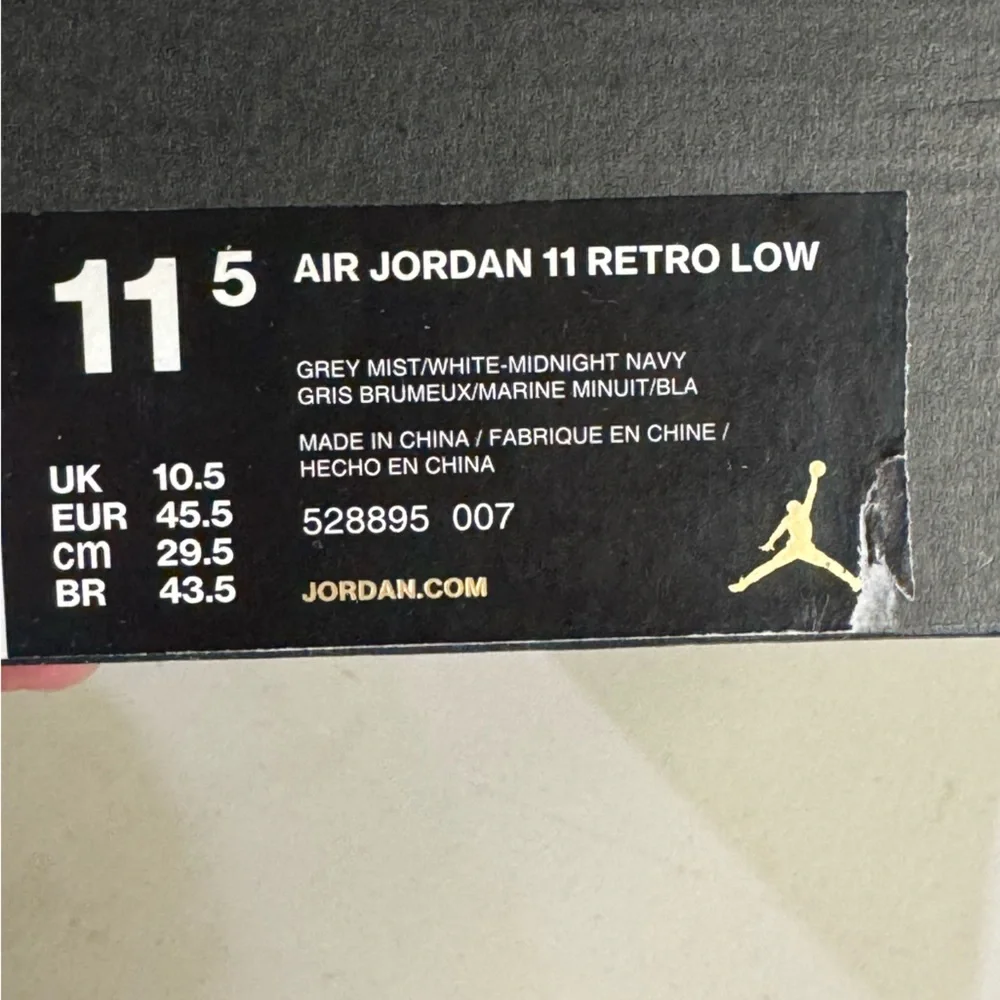 11 5
AIR JORDAN 11 RETRO LOW
GREY MIST/WHITE-MIDNIGHT NAVY
GRIS BRUMEUX/MARINE MINUIT/BLA
MADE IN CHINA / FABRIQUE EN CHINE /
HECHO EN CHINA
UK 10.5
EUR 45.5
cm 29.5
BR 43.5
528895 007
JORDAN.COM